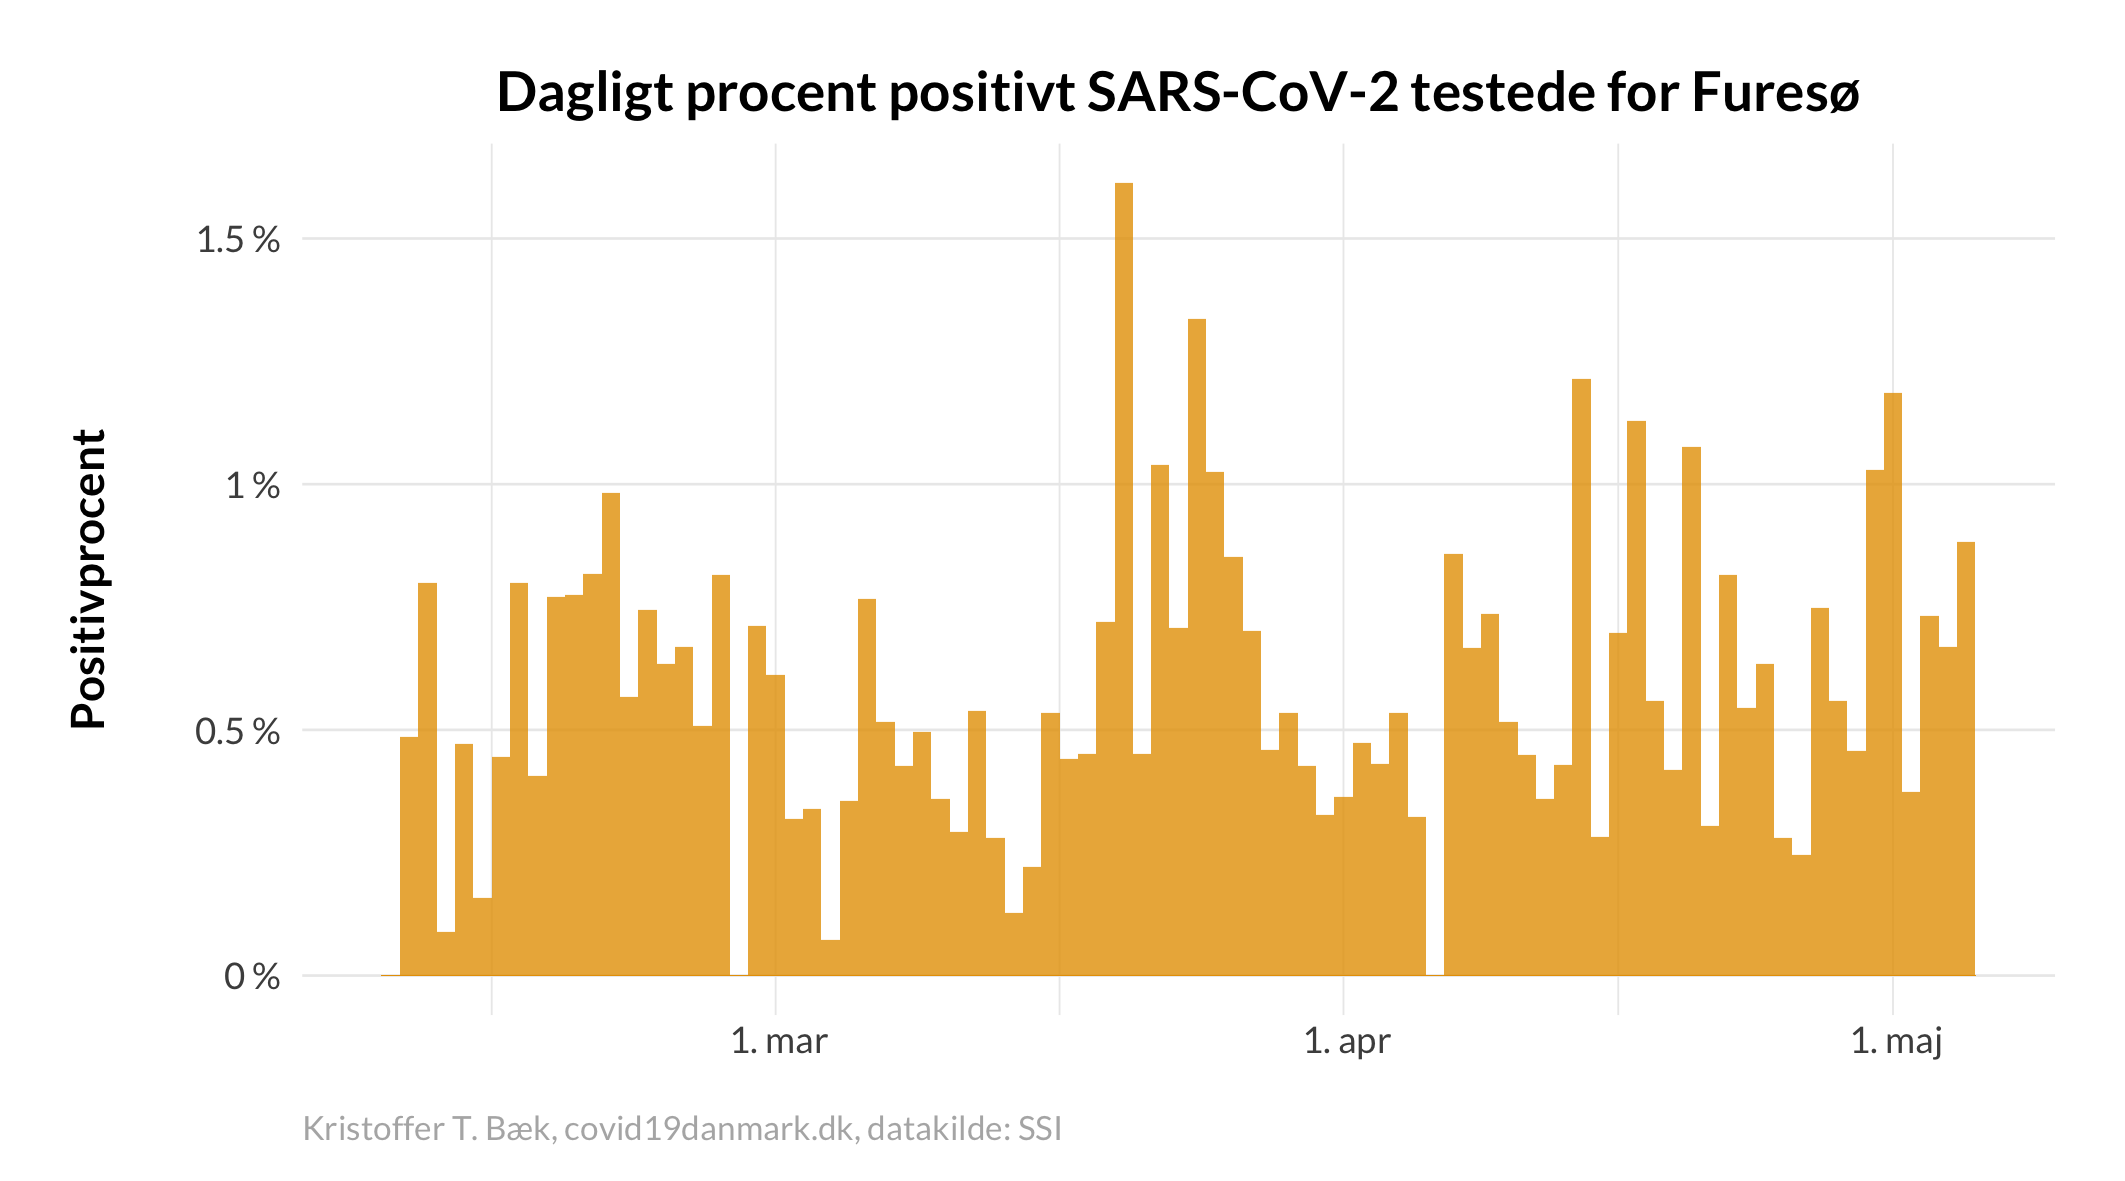 Dagligt procent positivt SARS-CoV-2 testede for Furesø
Positivprocent
1.5 %
1 %
0.5 %
0 %
1. mar
1. apr
1. maj
Kristoffer T. Bæk, covid19danmark.dk, datakilde: SSI